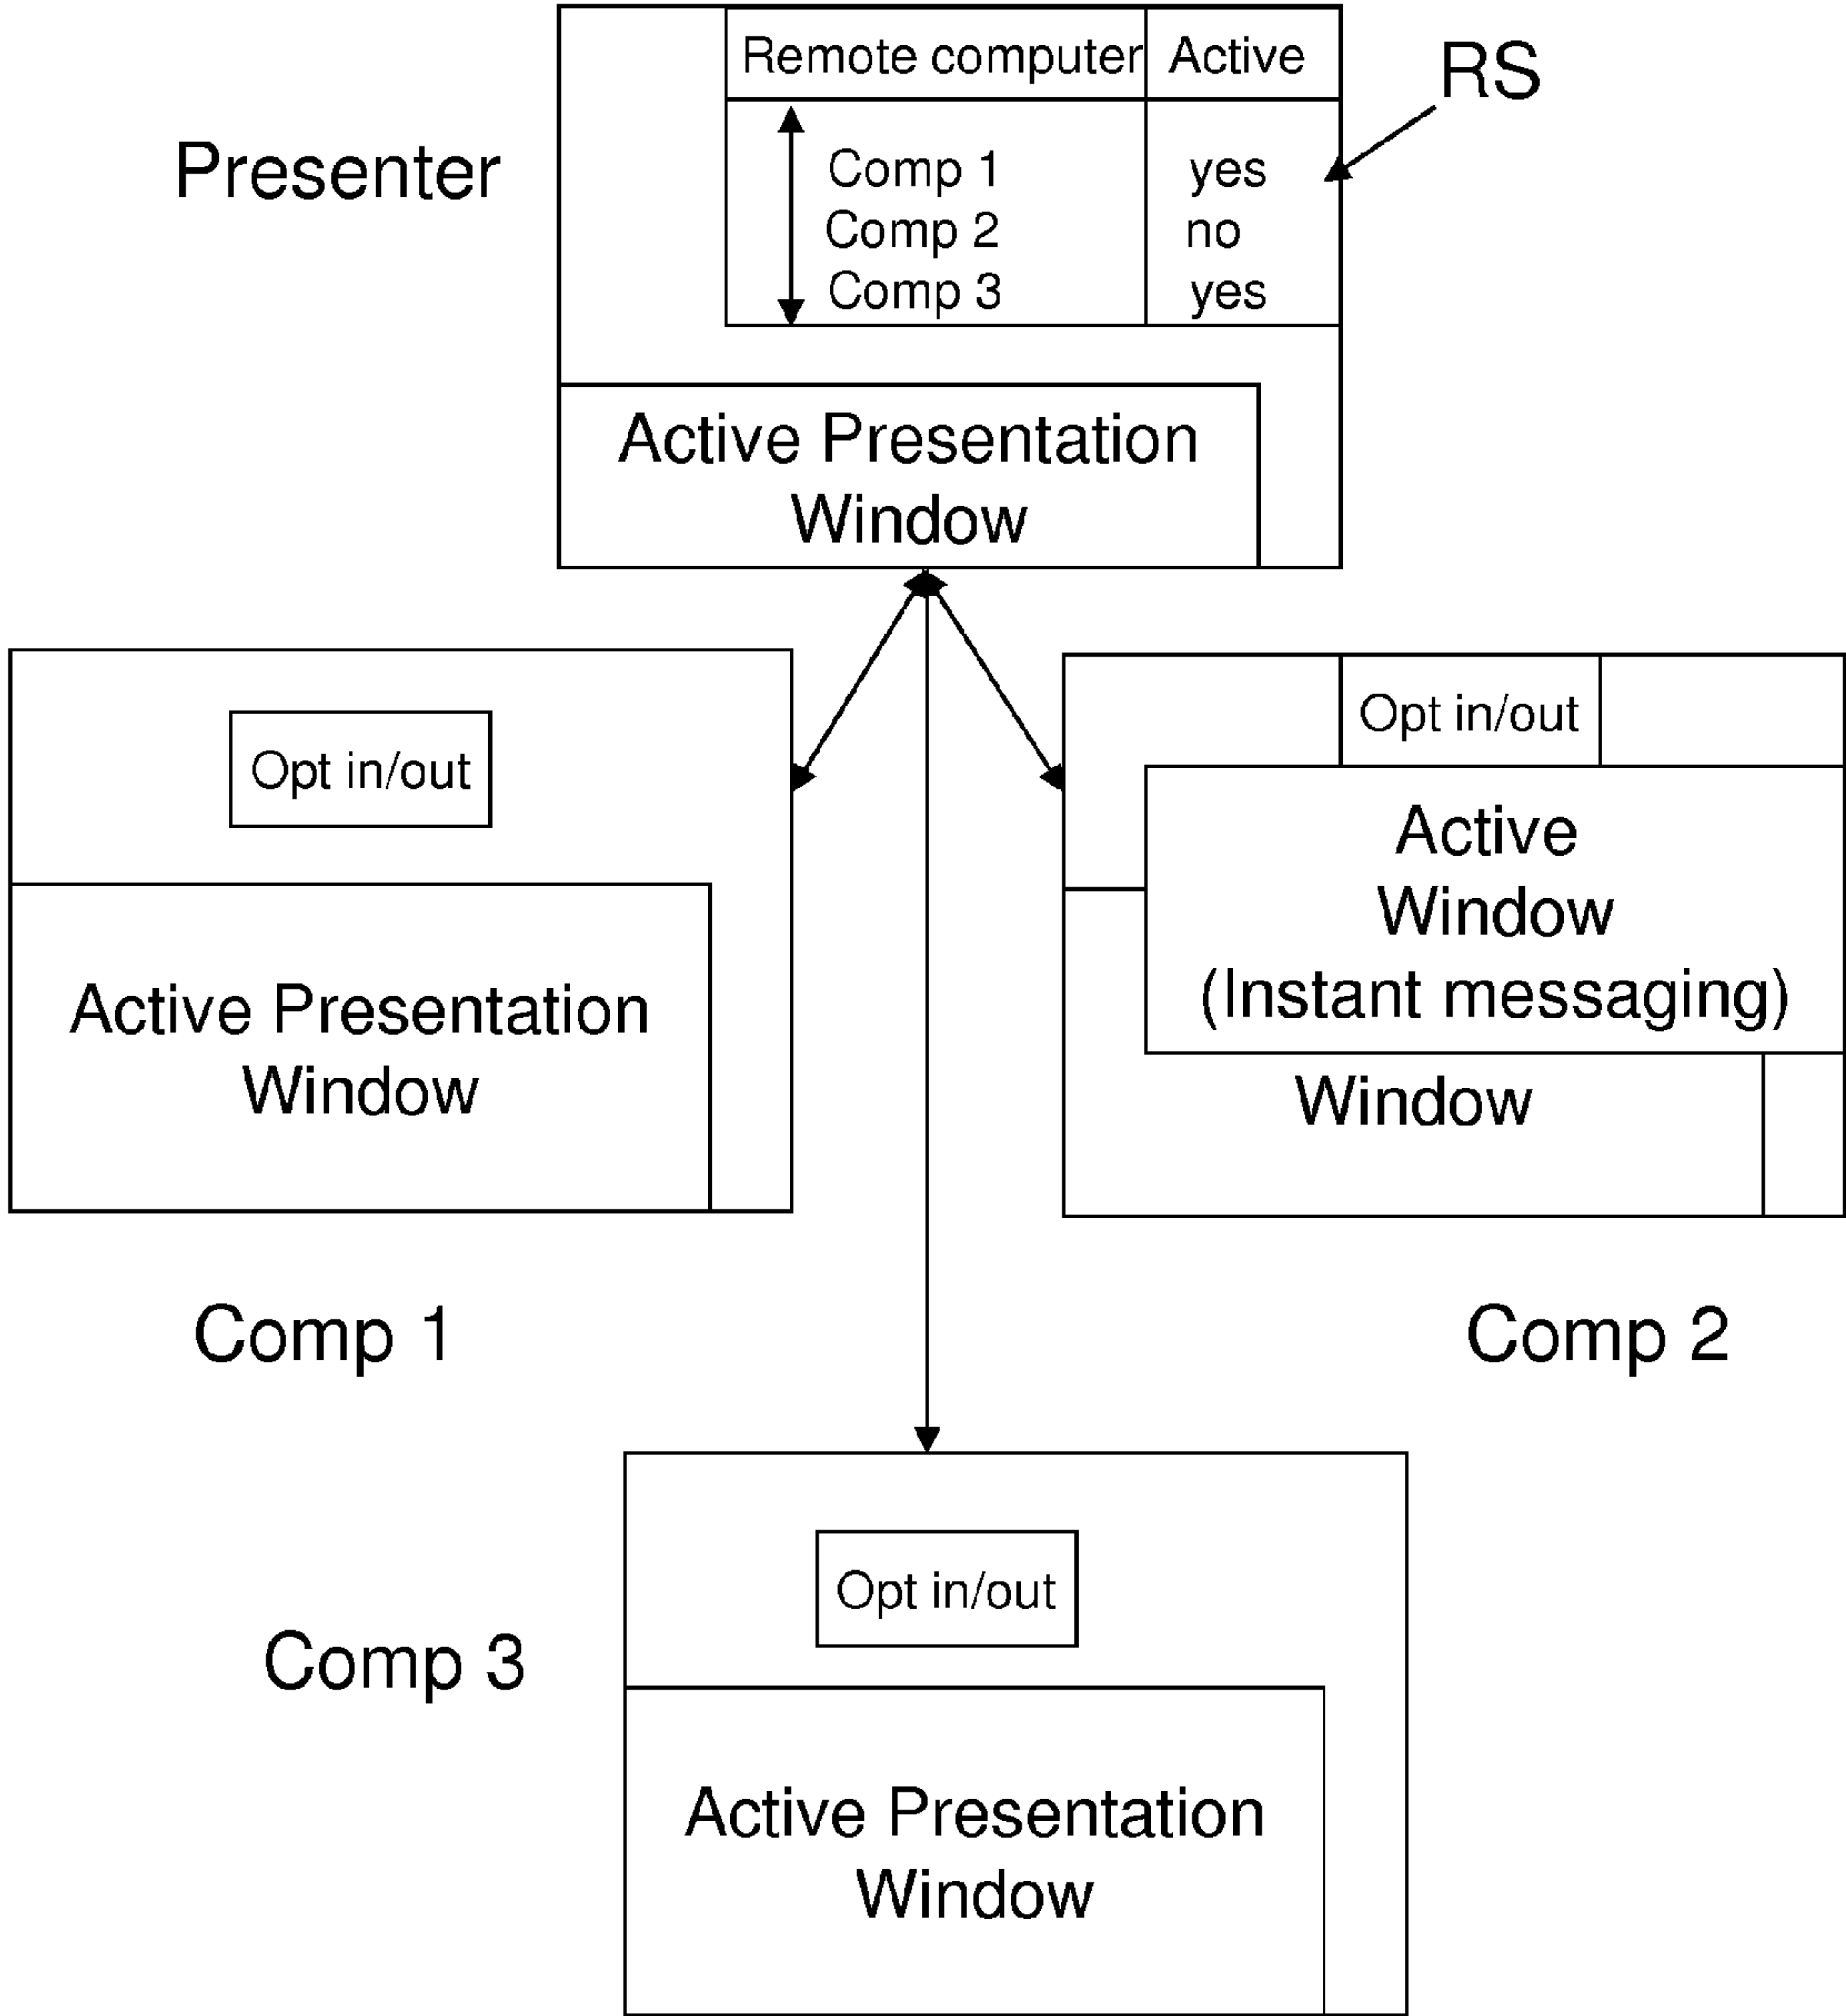 Remote computer Active
RS
Presenter
Comp 1 yes
Comp 2 no
Comp 3 yes
Active Presentation
Window
Opt in/out
Active Presentation
Window
Comp 1
Opt in/out
Active
Window
(Instant messaging)
Window
Comp 2
Comp 3
Opt in/out
Active Presentation
Window